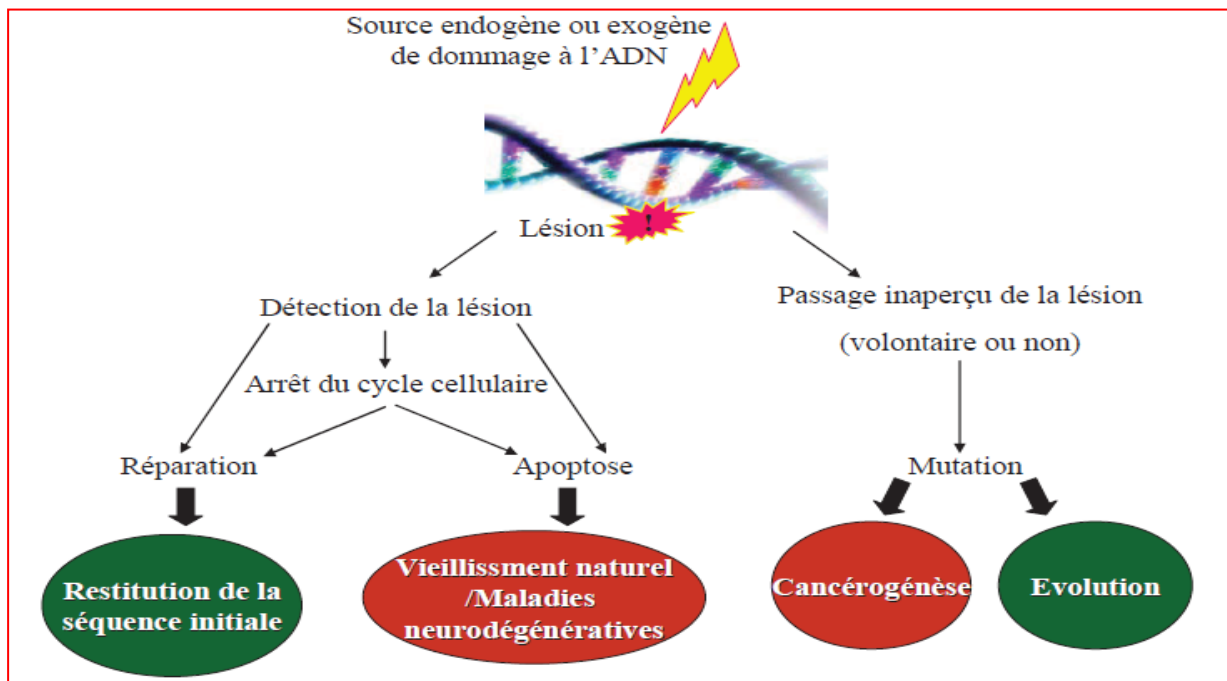 Source endogène ou exogène
de dommage à l'ADN
Lésion
!
Détection de la lésion
Passage inaperçu de la lésion
(volontaire ou non)
Arrêt du cycle cellulaire
Réparation
Apoptose
Mutation
Restitution de la
séquence initiale
Vieillissment naturel
/Maladies
neurodégénératives
Cancérogénèse
Evolution